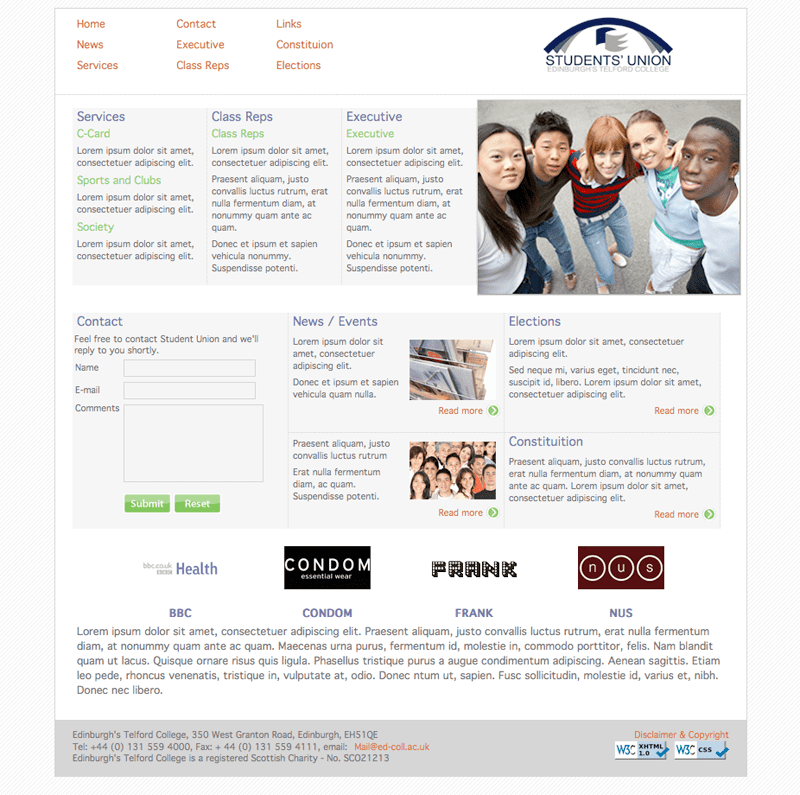 Home
Contact
Links
News
Executive
Constituion
Services
Class Reps
Elections
STUDENTS' UNION
EDINBURGH'S TELFORD COLLEGE
Services
C-Card
Lorem ipsum dolor sit amet,
consectetuer adipiscing elit.
Sports and Clubs
Lorem ipsum dolor sit amet,
consectetuer adipiscing elit.
Society
Lorem ipsum dolor sit amet,
consectetuer adipiscing elit.
Class Reps
Class Reps
Lorem ipsum dolor sit amet,
consectetuer adipiscing elit.
Praesent aliquam, justo
convallis luctus rutrum, erat
nulla fermentum diam, at
nonummy quam ante ac
quam.
Donec et ipsum et sapien
vehicula nonummy.
Suspendisse potenti.
Executive
Executive
Lorem ipsum dolor sit amet,
consectetuer adipiscing elit.
Praesent aliquam, justo
convallis luctus rutrum, erat
nulla fermentum diam, at
nonummy quam ante ac
quam.
Donec et ipsum et sapien
vehicula nonummy.
Suspendisse potenti.
Contact
Feel free to contact Student Union and we'll
reply to you shortly.
Name
E-mail
Comments
Submit
Reset
News / Events
Lorem ipsum dolor sit
amet, consectetuer
adipiscing elit.
Donec et ipsum et sapien
vehicula quam nulla.
Read more
Praesent aliquam, justo
convallis luctus rutrum
Erat nulla fermentum
diam, ac quam.
Suspendisse potenti.
Read more
Elections
Lorem ipsum dolor sit amet, consectetuer
adipiscing elit.
Sed neque mi, varius eget, tincidunt nec,
suscipit id, libero. Lorem ipsum dolor sit
amet, consectetuer adipiscing elit.
Read more
Constituition
Praesent aliquam, justo convallis luctus rutrum,
erat nulla fermentum diam, at nonummy quam
ante ac quam. Lorem ipsum dolor sit amet,
consectetuer adipiscing elit.
Read more
bbc.co.uk
BBC
Health
CONDOM
essential wear
FRANK
nus
BBC
CONDOM
FRANK
NUS
Lorem ipsum dolor sit amet, consectetuer adipiscing elit. Praesent aliquam, justo convallis luctus rutrum, erat nulla fermentum
diam, at nonummy quam ante ac quam. Maecenas urna purus, fermentum id, molestie in, commodo porttitor, felis. Nam blandit
quam ut lacus. Quisque ornare risus quis ligula. Phasellus tristique purus a augue condimentum adipiscing. Aenean sagittis. Etiam
leo pede, rhoncus venenatis, tristique in, vulputate at, odio. Donec ntum ut, sapien. Fusc sollicitudin, molestie id, varius et, nibh.
Donec nec libero.
Edinburgh's Telford College, 350 West Granton Road, Edinburgh, EH51QE
Tel: +44 (0) 131 559 4000, Fax: + 44 (0) 131 559 4111, email: Mail@ed-coll.ac.uk
Edinburgh's Telford College is a registered Scottish Charity - No. SCO21213
Disclaimer & Copyright
W3C XHTML 1.0
W3C CSS